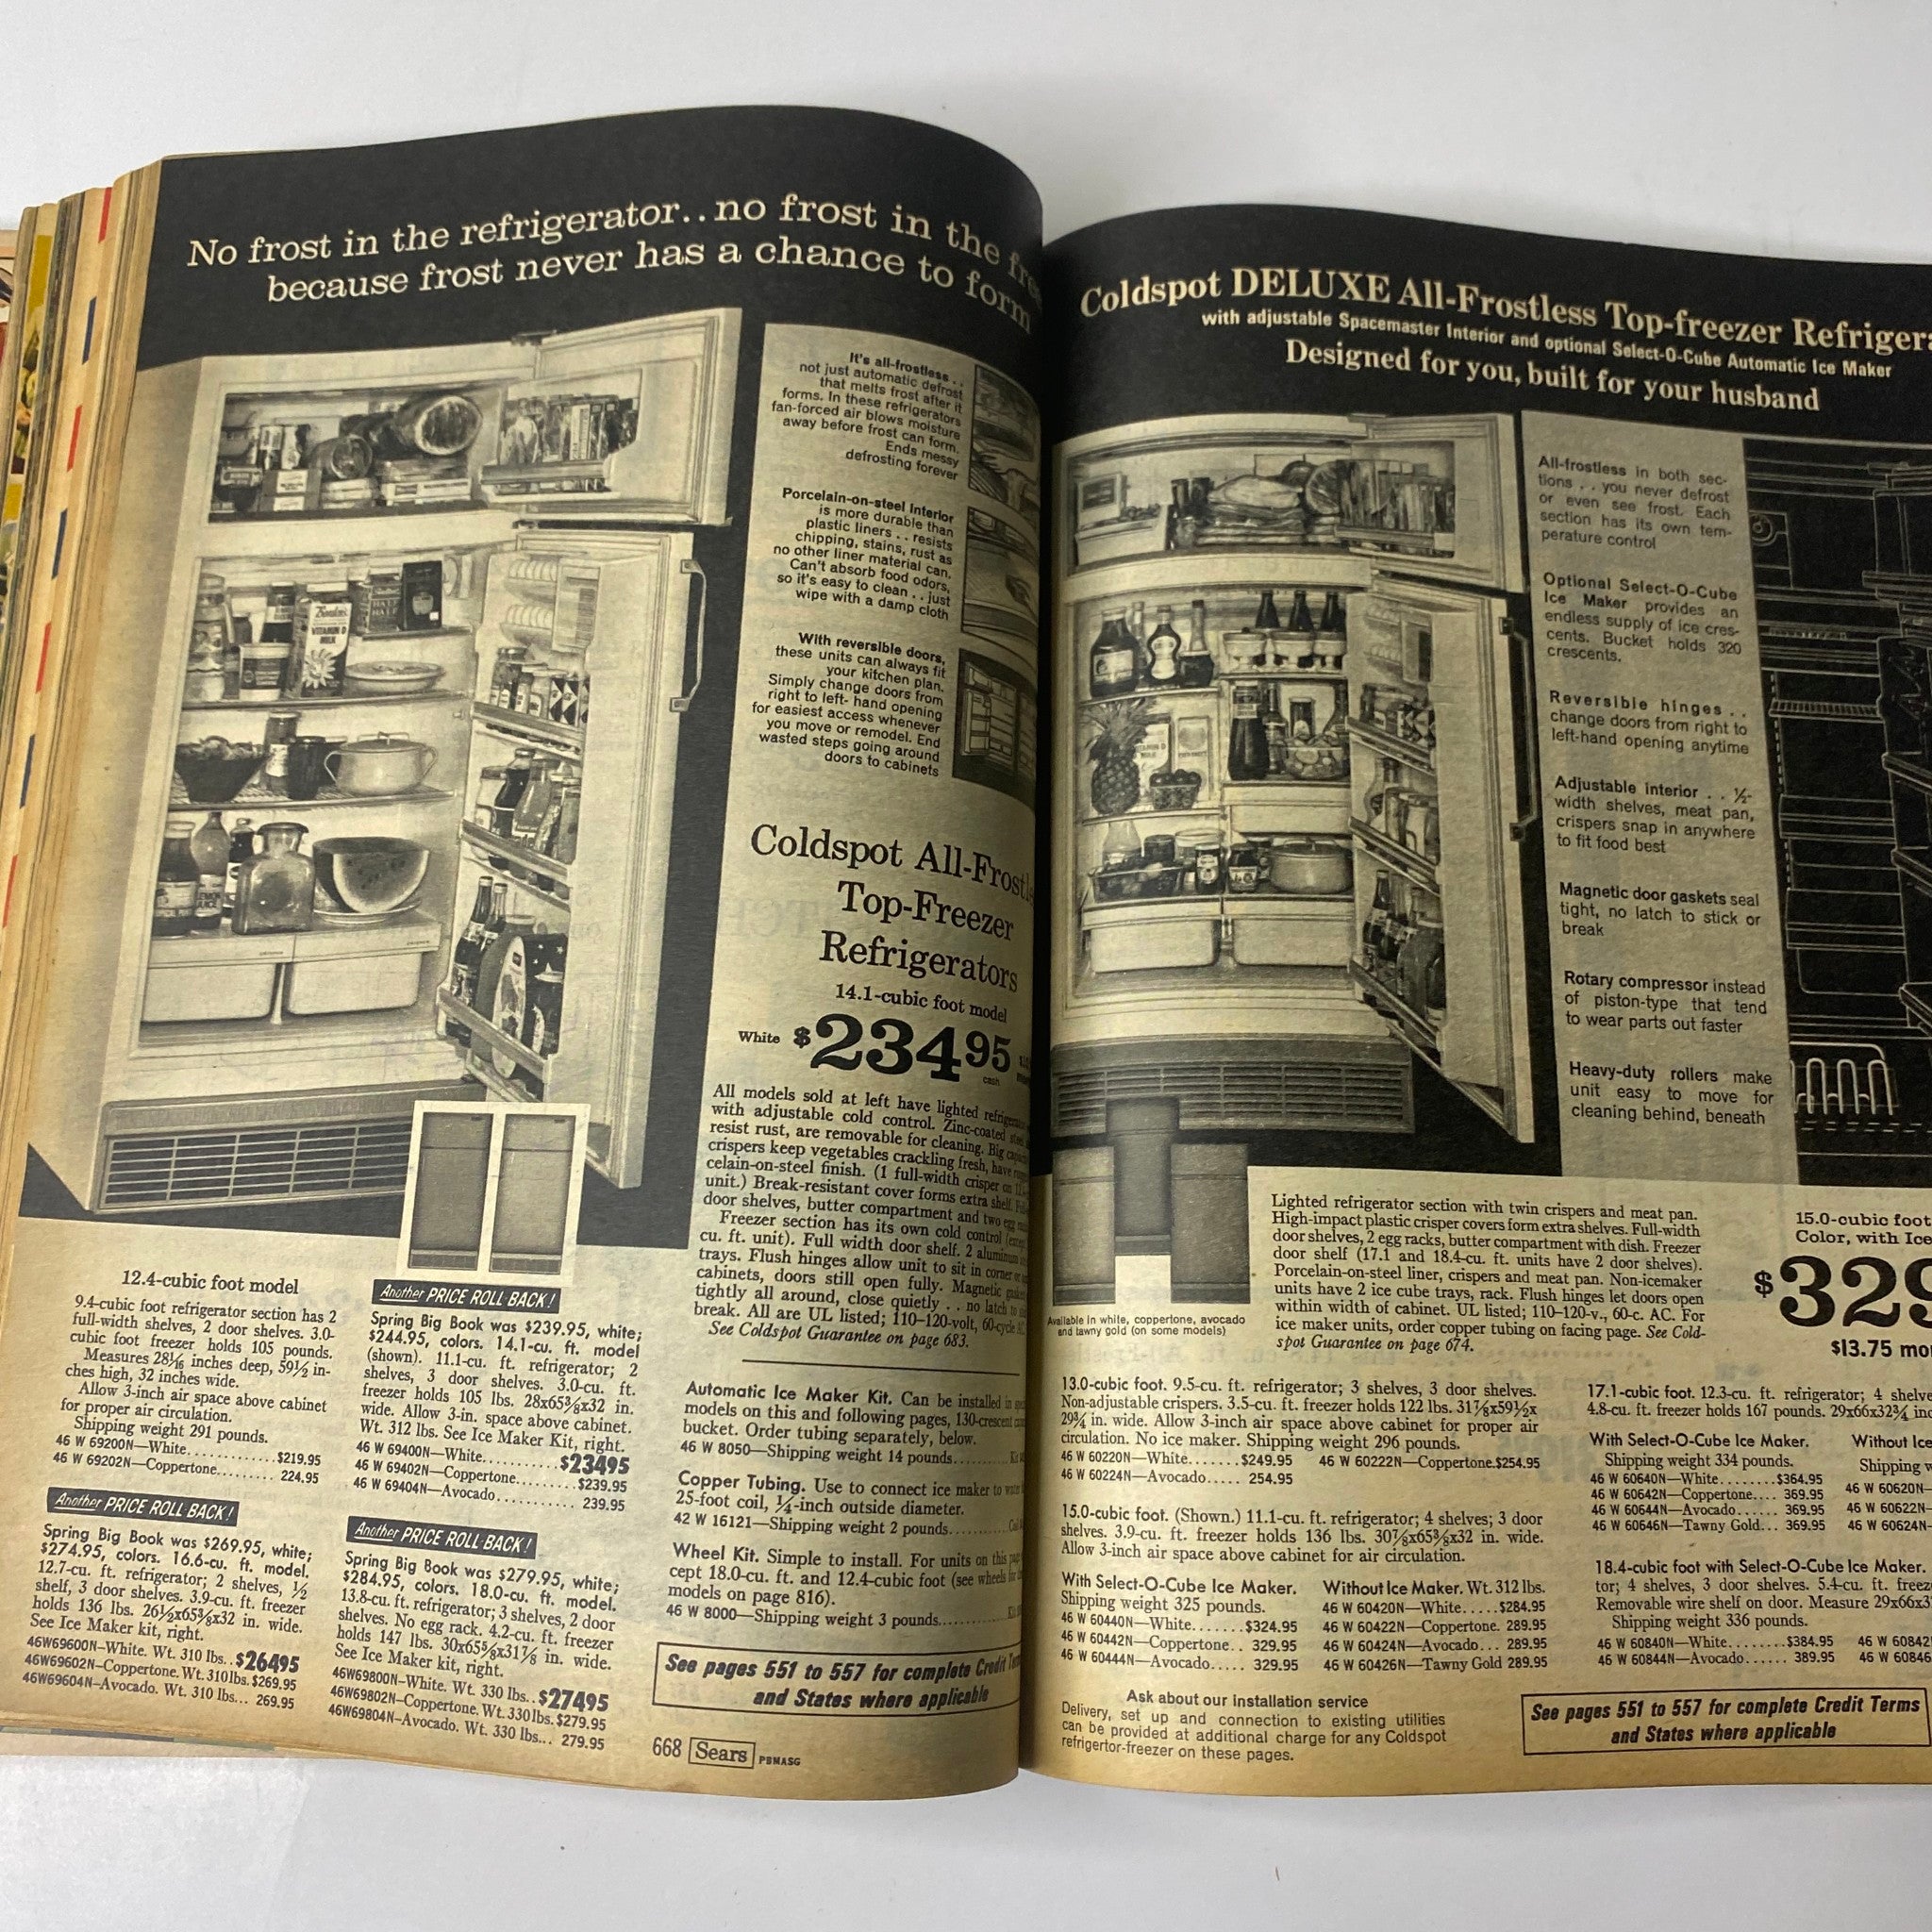 No frost in the refrigerator..no frost in the
because frost never has a chance to form
It's all-frostless . .
not just automatic defrost
that melts frost after it
forms. In these refrigerators
fan-forced air blows moisture
away before frost can form.
Ends messy
defrosting forever
Porcelain-on-steel Interior
is more durable than
plastic liners . . resists
chipping, stains, rust as
no other liner material can.
Can't absorb food odors,
so it's easy to clean . . just
wipe with a damp cloth
With reversible doors,
these units can always fit
your kitchen plan.
Simply change doors from
right to left- hand opening
for easiest access whenever
you move or remodel. End
wasted steps going around
doors to cabinets
Coldspot
Top-Freezer
Refrigerators
14.1-cubic foot model
White $234 95
cash
All models sold at left have lighted
with adjustable cold control. Zinc-coated
resist rust, are removable for cleaning. Big
crispers keep vegetables crackling fresh, have
celain-on-steel finish. (1 full-width crisper on
unit.) Break-resistant cover forms extra shelf.
door shelves, butter compartment and two egg
Freezer section has its own cold control
cu. ft. unit). Full width door shelf. 2 aluminum
trays. Flush hinges allow unit to sit in corner or
cabinets, doors still open fully. Magnetic
tightly all around, close quietly . . no latch to
break. All are UL listed; 110–120-volt, 60-cycle
See Coldspot Guarantee on page 683.
Automatic Ice Maker Kit. Can be installed in
models on this and following pages, 130-crescent
bucket. Order tubing separately, below.
46 W 8050—Shipping weight 14 pounds
Copper Tubing. Use to connect ice maker to
25-foot coil, 1/4-inch outside diameter.
42 W 16121—Shipping weight 2 pounds
Wheel Kit. Simple to install. For units on this
cept 18.0-cu. ft. and 12.4-cubic foot (see wheels
models on page 816).
46 W 8000—Shipping weight 3 pounds
See pages 551 to 557 for complete Credit
and States where applicable
12.4-cubic foot model
9.4-cubic foot refrigerator section has 2
full-width shelves, 2 door shelves. 3.0-
cubic foot freezer holds 105 pounds.
Measures 28 1/16 inches deep, 59 1/2 in-
ches high, 32 inches wide.
Allow 3-inch air space above cabinet
for proper air circulation.
Shipping weight 291 pounds.
46 W 69200N—White............$219.95
46 W 69202N—Coppertone......... 224.95
Another PRICE ROLL-BACK!
Spring Big Book was $239.95, white;
$244.95, colors. 14.1-cu. ft. model
(shown). 11.1-cu. ft. refrigerator; 2
shelves, 3 door shelves. 3.0-cu. ft.
freezer holds 105 lbs. 28x65 3/8x32 in.
wide. Allow 3-in. space above cabinet.
Wt. 312 lbs. See Ice Maker Kit, right.
46 W 69400N—White..........$234 95
46 W 69402N—Coppertone.......$239.95
46 W 69404N—Avocado........... 239.95
Another PRICE ROLL-BACK!
Spring Big Book was $269.95, white;
$274.95, colors. 16.6-cu. ft. model.
12.7-cu. ft. refrigerator; 2 shelves, 1/2
shelf, 3 door shelves. 3.9-cu. ft. freezer
holds 136 lbs. 26 1/2x65 3/8x32 in. wide.
See Ice Maker kit, right.
46W69600N—White. Wt. 310 lbs..$264 95
46W69602N—Coppertone. Wt. 310 lbs. $269.95
46W69604N—Avocado. Wt. 310 lbs... 269.95
Another PRICE ROLL-BACK!
Spring Big Book was $279.95, white;
$284.95, colors. 18.0-cu. ft. model.
13.8-cu. ft. refrigerator; 3 shelves, 2 door
shelves. No egg rack. 4.2-cu. ft. freezer
holds 147 lbs. 30x65 5/8x31 7/8 in. wide.
See Ice Maker kit, right.
46W69800N—White. Wt. 330 lbs..$274 95
46W69802N—Coppertone. Wt. 330 lbs. $279.95
46W69804N—Avocado. Wt. 330 lbs... 279.95
668 Sears PBMASG
Coldspot DELUXE All-Frostless Top-freezer
with adjustable Spacemaster Interior and optional Select-O-Cube Automatic Ice Maker
Designed for you, built for your husband
All-frostless in both sec-
tions . . you never defrost
or even see frost. Each
section has its own tem-
perature control
Optional Select-O-Cube
Ice Maker provides an
endless supply of ice cres-
cents. Bucket holds 320
crescents.
Reversible hinges . .
change doors from right to
left-hand opening anytime
Adjustable interior . . 1/2-
width shelves, meat pan,
crispers snap in anywhere
to fit food best
Magnetic door gaskets seal
tight, no latch to stick or
break
Rotary compressor instead
of piston-type that tend
to wear parts out faster
Heavy-duty rollers make
unit easy to move for
cleaning behind, beneath
Available in white, coppertone, avocado
and tawny gold (on some models)
Lighted refrigerator section with twin crispers and meat pan.
High-impact plastic crisper covers form extra shelves. Full-width
door shelves, 2 egg racks, butter compartment with dish. Freezer
door shelf (17.1 and 18.4-cu. ft. units have 2 door shelves).
Porcelain-on-steel liner, crispers and meat pan. Non-icemaker
units have 2 ice cube trays, rack. Flush hinges let doors open
within width of cabinet. UL listed; 110–120-v., 60-c. AC. For
ice maker units, order copper tubing on facing page. See Cold-
spot Guarantee on page 674.
15.0-cubic foot
Color, with Ice
$329
$13.75
13.0-cubic foot. 9.5-cu. ft. refrigerator; 3 shelves, 3 door shelves.
Non-adjustable crispers. 3.5-cu. ft. freezer holds 122 lbs. 31 7/8x59 1/2x
29 3/4 in. wide. Allow 3-inch air space above cabinet for proper air
circulation. No ice maker. Shipping weight 296 pounds.
46 W 60220N—White........$249.95 46 W 60222N—Coppertone.$254.95
46 W 60224N—Avocado..... 254.95
15.0-cubic foot. (Shown.) 11.1-cu. ft. refrigerator; 4 shelves; 3 door
shelves. 3.9-cu. ft. freezer holds 136 lbs. 30 7/8x65 3/8x32 in. wide.
Allow 3-inch air space above cabinet for air circulation.
With Select-O-Cube Ice Maker.
Shipping weight 325 pounds.
46 W 60440N—White.......$324.95
46 W 60442N—Coppertone.. 329.95
46 W 60444N—Avocado..... 329.95
Without Ice Maker. Wt. 312 lbs.
46 W 60420N—White.....$284.95
46 W 60422N—Coppertone. 289.95
46 W 60424N—Avocado... 289.95
46 W 60426N—Tawny Gold 289.95
Ask about our installation service
Delivery, set up and connection to existing utilities
can be provided at additional charge for any Coldspot
refrigertor-freezer on these pages.
17.1-cubic foot. 12.3-cu. ft. refrigerator; 4
4.8-cu. ft. freezer holds 167 pounds. 29x66x32 3/4
With Select-O-Cube Ice Maker.
Shipping weight 334 pounds.
46 W 60640N—White.......$364.95
46 W 60642N—Coppertone.... 369.95
46 W 60644N—Avocado...... 369.95
46 W 60646N—Tawny Gold... 369.95
Without Ice
Shipping
46 W 60620N—
46 W 60622N—
46 W 60624N—
18.4-cubic foot with Select-O-Cube Ice Maker.
tor; 4 shelves, 3 door shelves. 5.4-cu. ft.
Removable wire shelf on door. Measure
Shipping weight 336 pounds.
46 W 60840N—White........$384.95
46 W 60844N—Avocado...... 389.95
See pages 551 to 557 for complete Credit Terms
and States where applicable